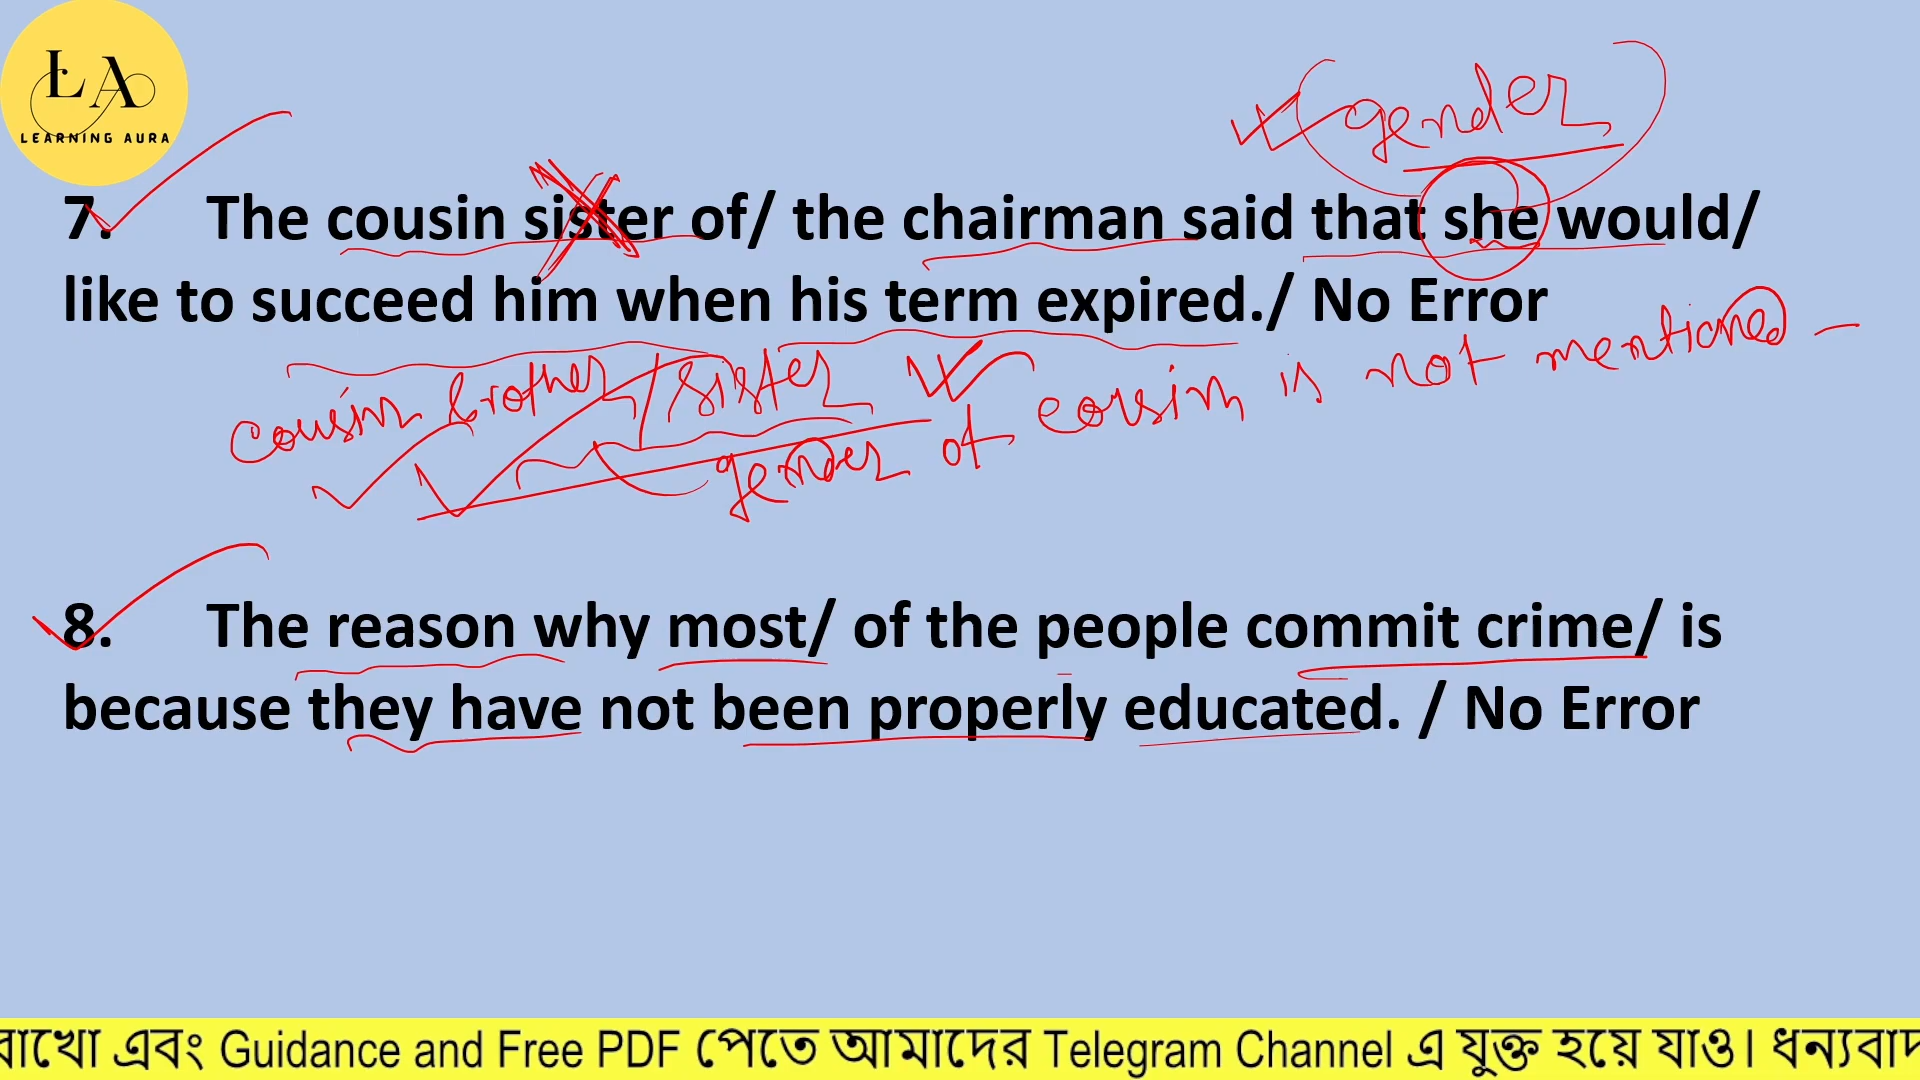 LA
LEARNING AURA
gender
7. The cousin sister of/ the chairman said that she would/
like to succeed him when his term expired./ No Error
cousin brother/sister
gender of cousin is not mentioned
8. The reason why most/ of the people commit crime/ is
because they have not been properly educated. / No Error
রাখো এবং Guidance and Free PDF পেতে আমাদের Telegram Channel এ যুক্ত হয়ে যাও। ধন্যবাদ